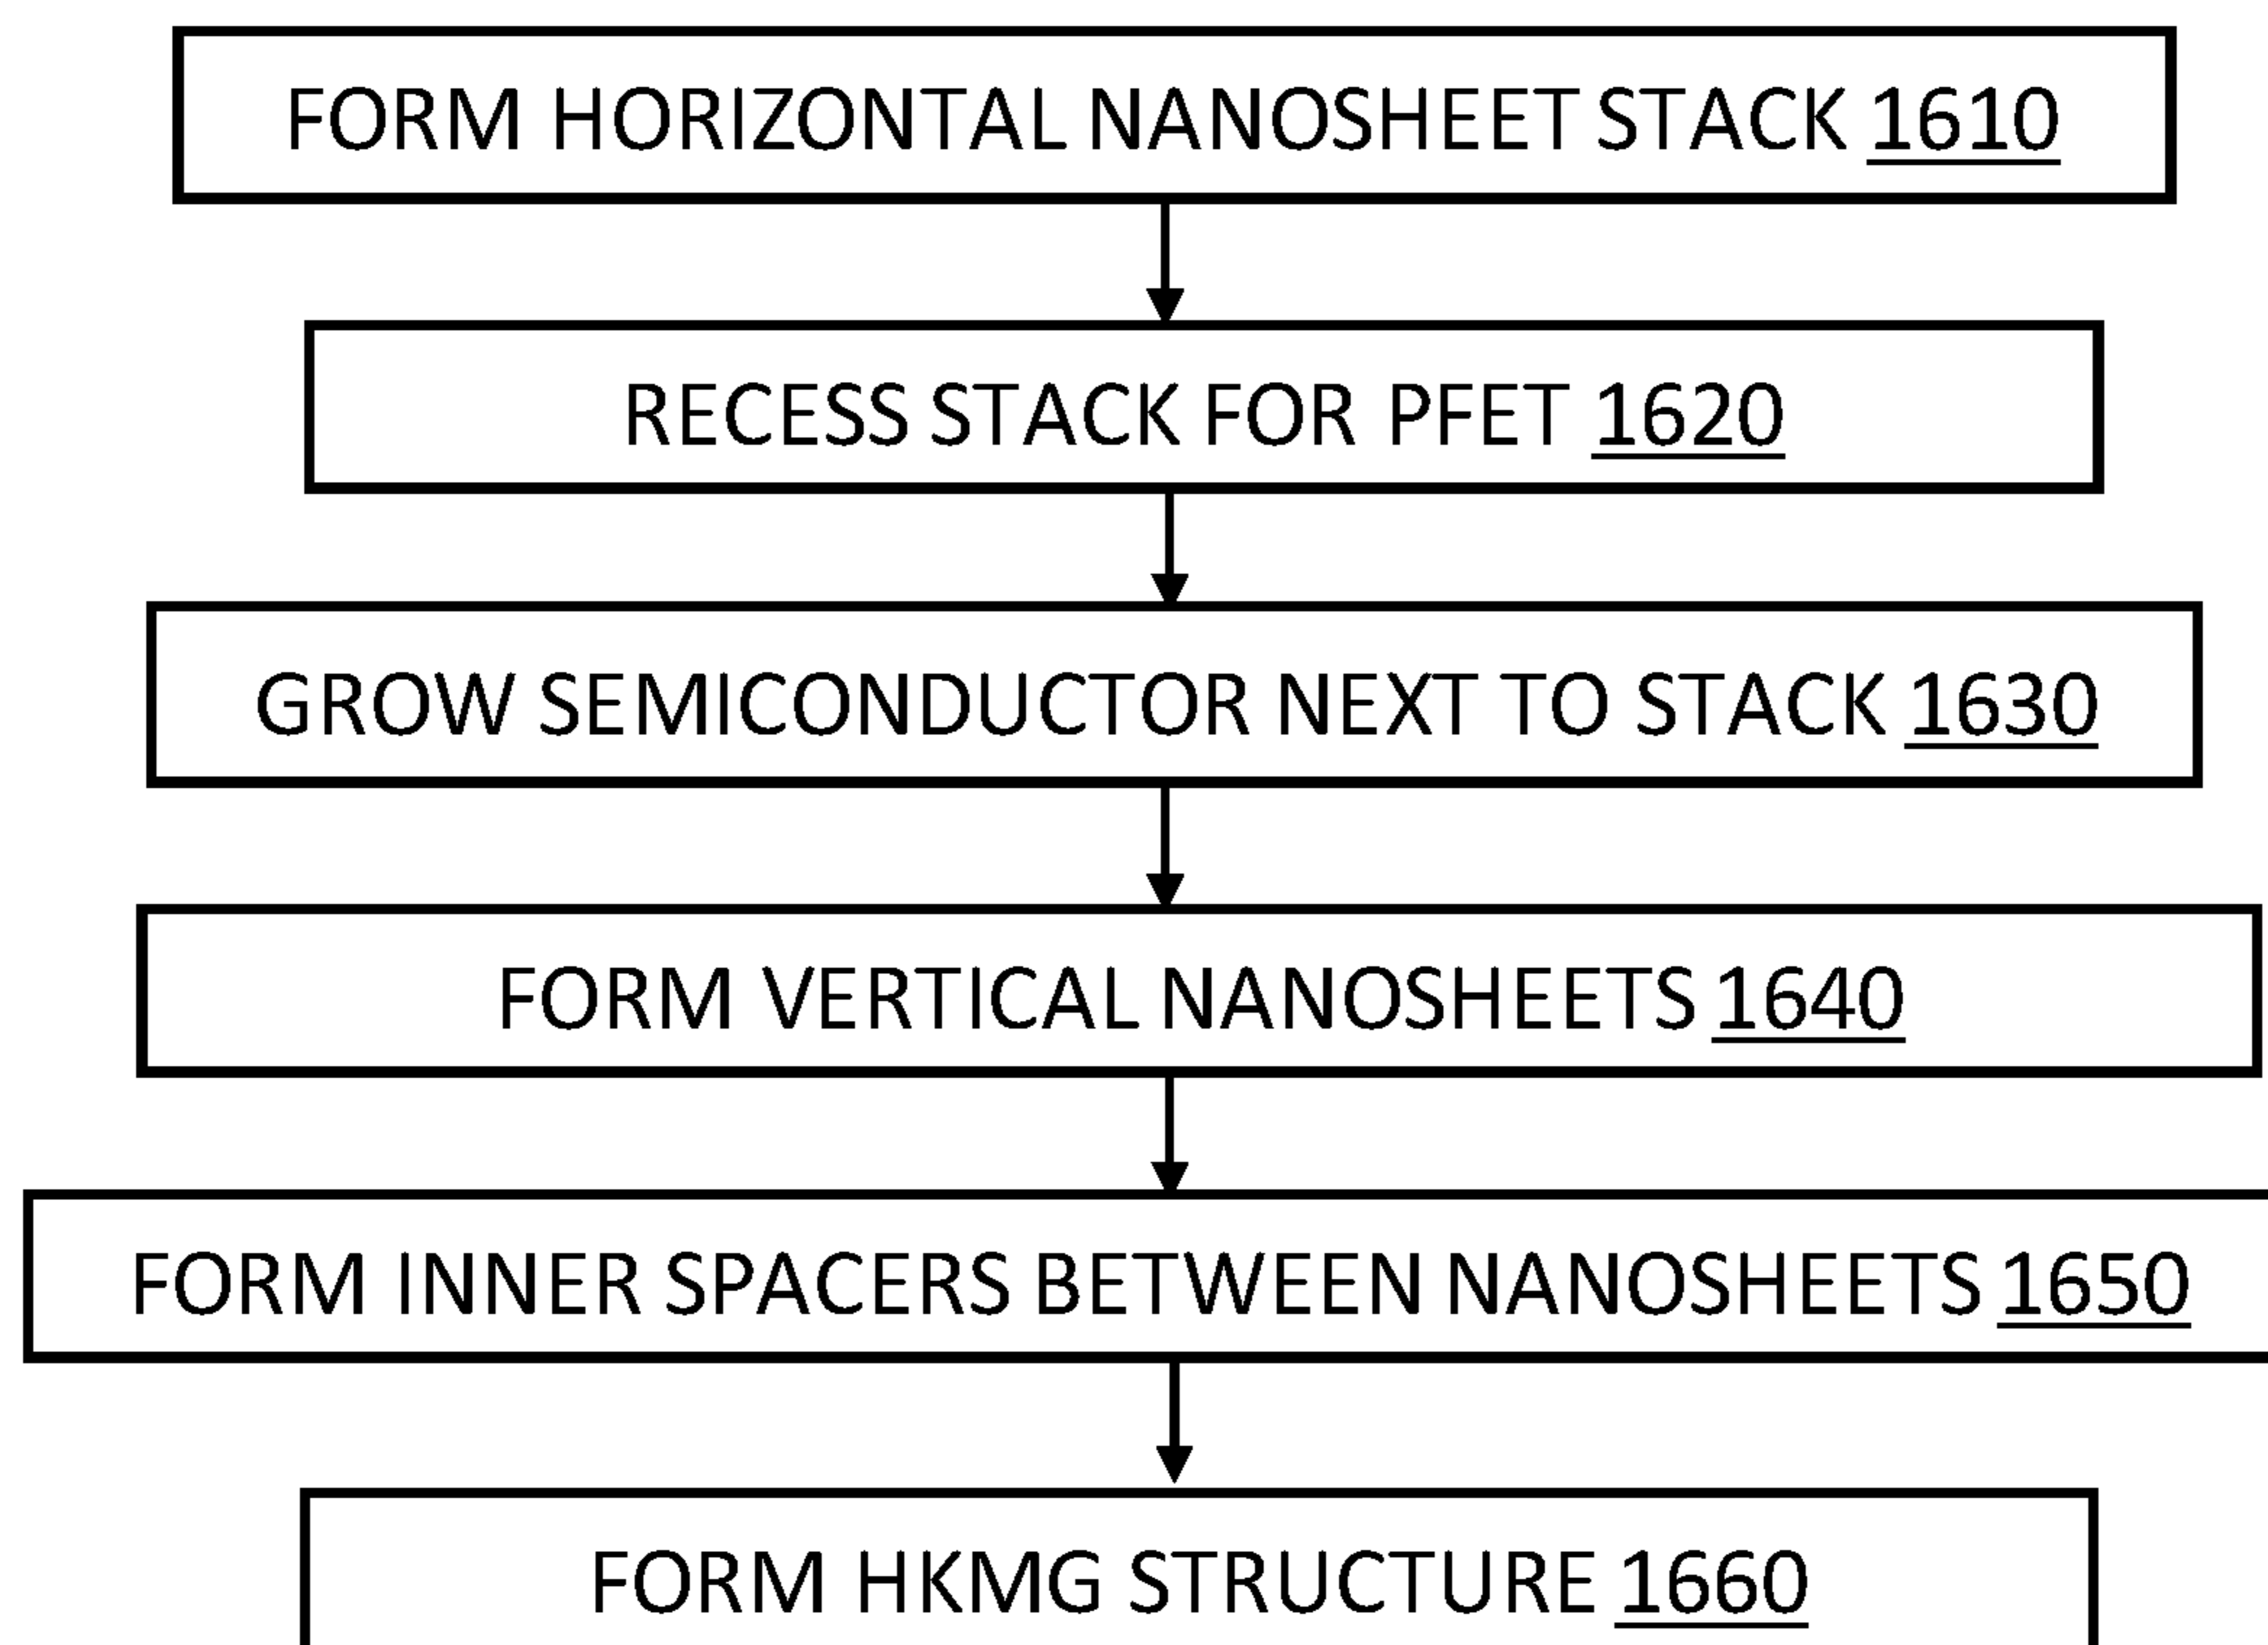 FORM HORIZONTAL NANOSHEET STACK 1610
RECESS STACK FOR PFET 1620
GROW SEMICONDUCTOR NEXT TO STACK 1630
FORM VERTICAL NANOSHEETS 1640
FORM INNER SPACERS BETWEEN NANOSHEETS 1650
FORM HKMG STRUCTURE 1660